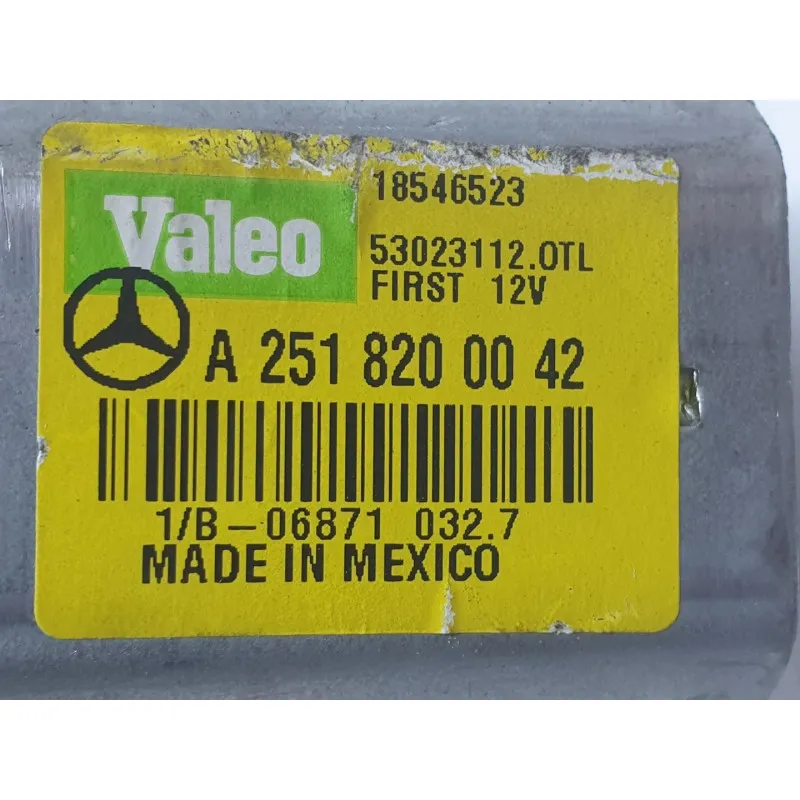 Valeo
18546523
53023112.OTL
FIRST 12V
A 251 820 00 42
1/B-06871 032.7
MADE IN MEXICO